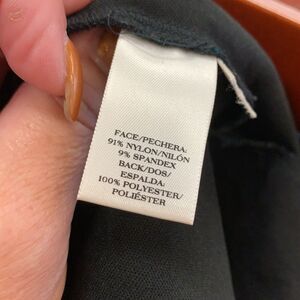 FACE/PECHERA:
91% NYLON/NILÓN
9% SPANDEX
BACK/DOS/
ESPALDA:
100% POLYESTER/
POLIÉSTER